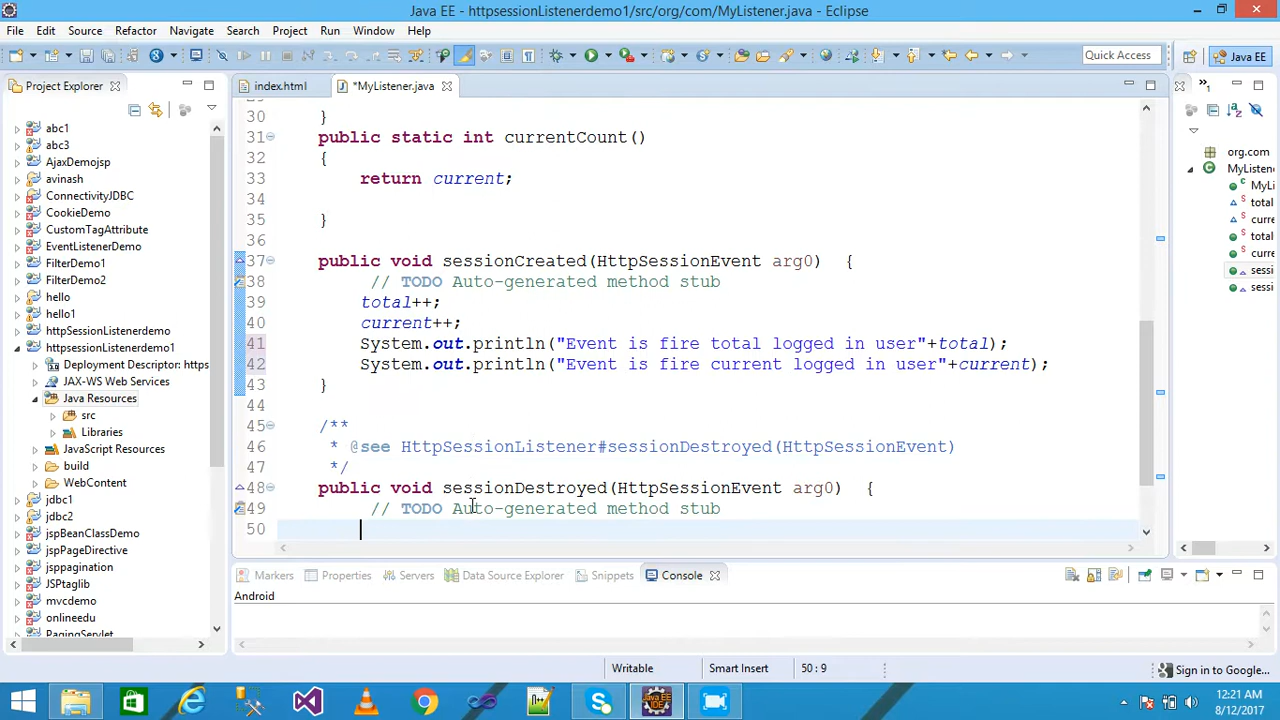 Java EE - httpsessionListenerdemo1/src/org/com/MyListener.java - Eclipse
File Edit Source Refactor Navigate Search Project Run Window Help
Quick Access
Java EE
Project Explorer
index.html
*MyListener.java
abc1
abc3
AjaxDemojsp
avinash
ConnectivityJDBC
CookieDemo
CustomTagAttribute
EventListenerDemo
FilterDemo1
FilterDemo2
hello
hello1
httpSessionListenerdemo
httpsessionListenerdemo1
Deployment Descriptor: https
JAX-WS Web Services
Java Resources
src
Libraries
JavaScript Resources
build
WebContent
jdbc1
jdbc2
jspBeanClassDemo
jspPageDirective
jsppagination
JSPtaglib
mvcdemo
onlineedu
PagingServlet
30 }
31 public static int currentCount()
32 {
33 return current;
34
35 }
36
37 public void sessionCreated(HttpSessionEvent arg0) {
38 // TODO Auto-generated method stub
39 total++;
40 current++;
41 System.out.println("Event is fire total logged in user"+total);
42 System.out.println("Event is fire current logged in user"+current);
43 }
44
45 /**
46 * @see HttpSessionListener#sessionDestroyed(HttpSessionEvent)
47 */
48 public void sessionDestroyed(HttpSessionEvent arg0) {
49 // TODO Auto-generated method stub
50
org.com
MyListene
MyLi
total
curre
total
curre
sessi
sessi
Markers Properties Servers Data Source Explorer Snippets Console
Android
Writable Smart Insert 50 : 9
Sign in to Google...
12:21 AM
8/12/2017